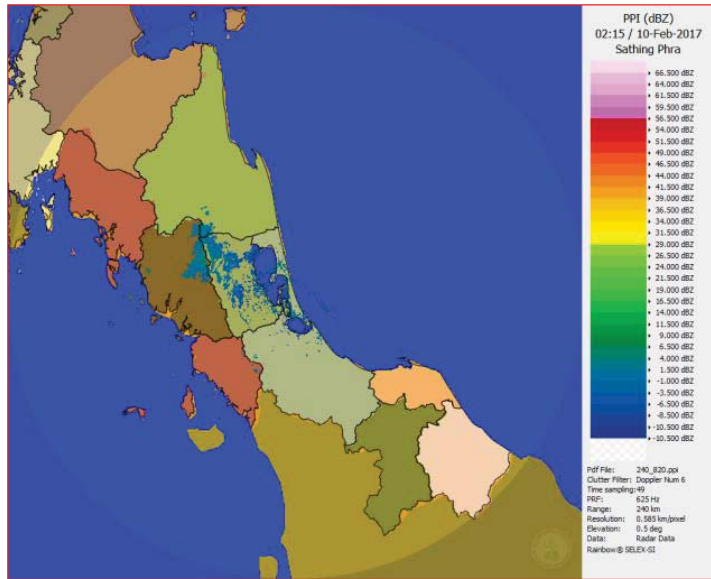 PPI (dBZ)
02:15 / 10-Feb-2017
Sathing Phra
66.500 dBZ
64.000 dBZ
61.500 dBZ
59.500 dBZ
56.500 dBZ
54.000 dBZ
51.500 dBZ
49.000 dBZ
46.500 dBZ
44.000 dBZ
41.500 dBZ
39.000 dBZ
36.500 dBZ
34.000 dBZ
31.500 dBZ
29.000 dBZ
26.500 dBZ
24.000 dBZ
21.500 dBZ
19.000 dBZ
16.500 dBZ
14.000 dBZ
11.500 dBZ
9.000 dBZ
6.500 dBZ
4.000 dBZ
1.500 dBZ
-1.500 dBZ
-3.500 dBZ
-6.500 dBZ
-8.500 dBZ
-10.500 dBZ
-10.500 dBZ
Pdf File: 240_820.ppi
Clutter Filter: Doppler Num 6
Time sampling:49
PRF: 625 Hz
Range: 240 km
Resolution: 0.585 km/pixel
Elevation: 0.5 deg
Data: Radar Data
Rainbow® SELEX-SI